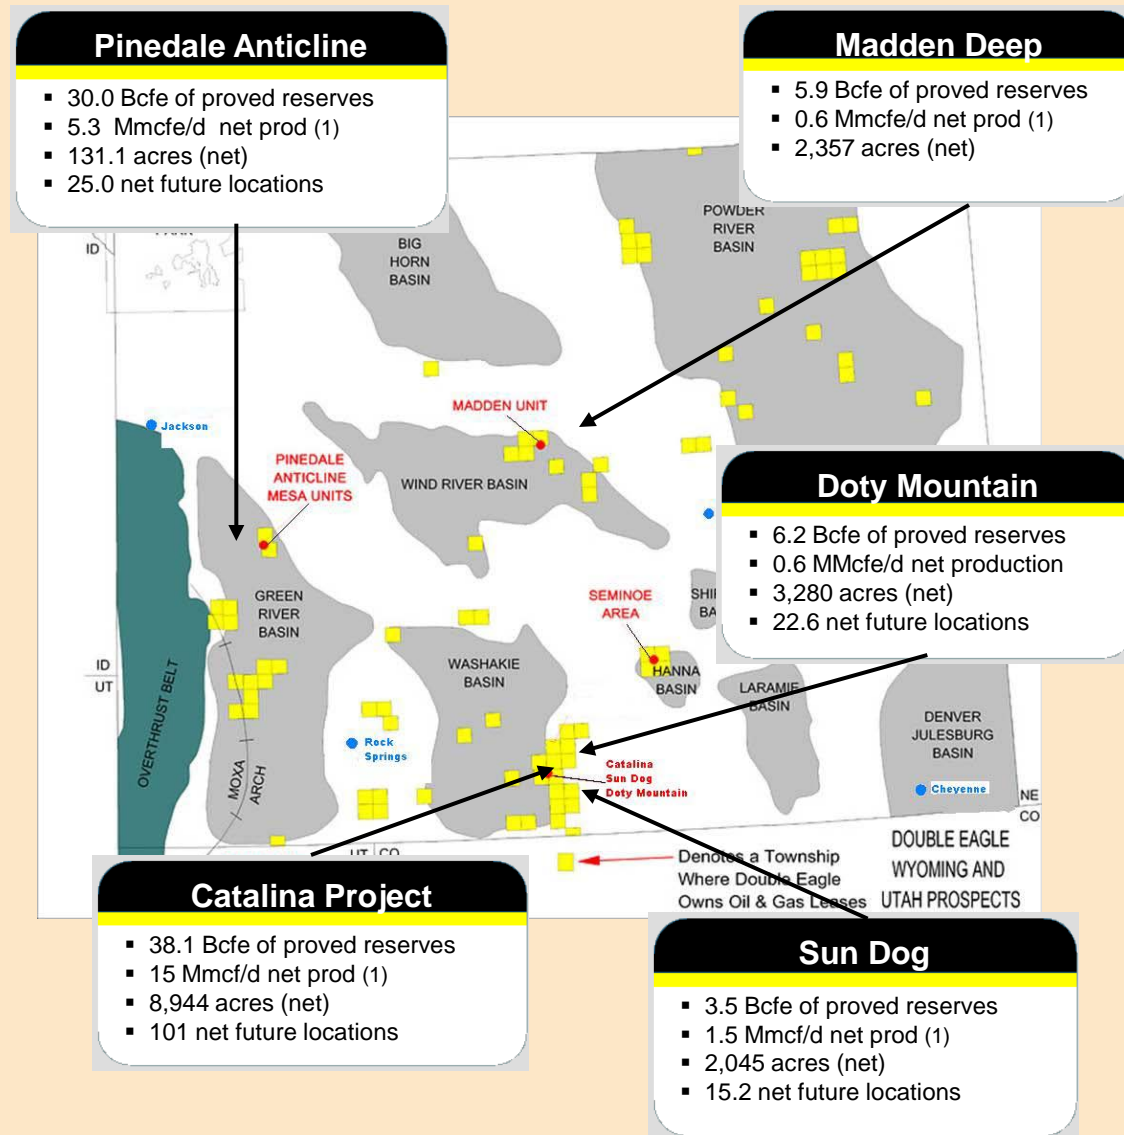 Pinedale Anticline
▪ 30.0 Bcfe of proved reserves
▪ 5.3 Mmcfe/d net prod (1)
▪ 131.1 acres (net)
▪ 25.0 net future locations
Madden Deep
▪ 5.9 Bcfe of proved reserves
▪ 0.6 Mmcfe/d net prod (1)
▪ 2,357 acres (net)
ID
BIG
HORN
BASIN
POWDER
RIVER
BASIN
Jackson
MADDEN UNIT
PINEDALE
ANTICLINE
MESA UNITS
WIND RIVER BASIN
Doty Mountain
▪ 6.2 Bcfe of proved reserves
▪ 0.6 MMcfe/d net production
▪ 3,280 acres (net)
▪ 22.6 net future locations
GREEN
RIVER
BASIN
SEMINOE
AREA
SHI
BA
ID
UT
WASHAKIE
BASIN
HANNA
BASIN
LARAMIE
BASIN
DENVER
JULESBURG
BASIN
OVERTHRUST BELT
MOXA ARCH
Rock
Springs
Catalina
Sun Dog
Doty Mountain
Cheyenne
NE
CO
UT CO
Denotes a Township
Where Double Eagle
Owns Oil & Gas Leases
DOUBLE EAGLE
WYOMING AND
UTAH PROSPECTS
Catalina Project
▪ 38.1 Bcfe of proved reserves
▪ 15 Mmcf/d net prod (1)
▪ 8,944 acres (net)
▪ 101 net future locations
Sun Dog
▪ 3.5 Bcfe of proved reserves
▪ 1.5 Mmcf/d net prod (1)
▪ 2,045 acres (net)
▪ 15.2 net future locations